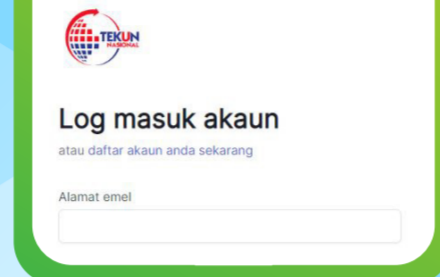 TEKUN
NASIONAL
Log masuk akaun
atau daftar akaun anda sekarang
Alamat emel